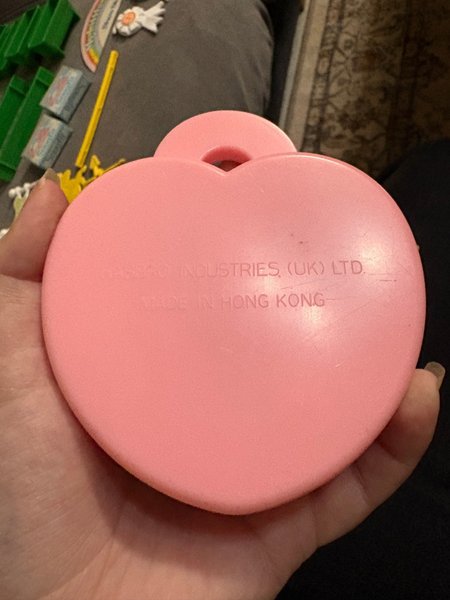 INDUSTRIES (UK) LTD
MADE IN HONG KONG